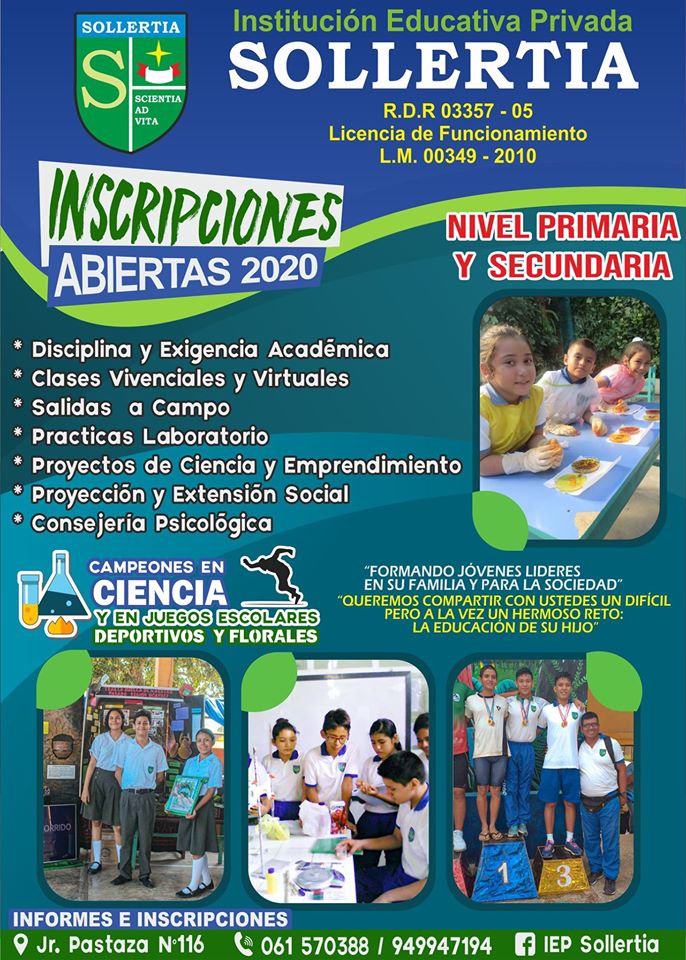 SOLLERTIA
S
SCIENTIA
AD
VITA
Institución Educativa Privada
SOLLERTIA
R.D.R 03357 - 05
Licencia de Funcionamiento
L.M. 00349 - 2010
INSCRIPCIONES
ABIERTAS 2020
NIVEL PRIMARIA
Y SECUNDARIA
* Disciplina y Exigencia Académica
* Clases Vivenciales y Virtuales
* Salidas a Campo
* Practicas Laboratorio
* Proyectos de Ciencia y Emprendimiento
* Proyección y Extensión Social
* Consejería Psicológica
CAMPEONES EN
CIENCIA
Y EN JUEGOS ESCOLARES
DEPORTIVOS Y FLORALES
“FORMANDO JÓVENES LIDERES
EN SU FAMILIA Y PARA LA SOCIEDAD”
“QUEREMOS COMPARTIR CON USTEDES UN DIFÍCIL
PERO A LA VEZ UN HERMOSO RETO:
LA EDUCACIÓN DE SU HIJO”
1
3
INFORMES E INSCRIPCIONES
Jr. Pastaza N°116
061 570388 / 949947194
IEP Sollertia